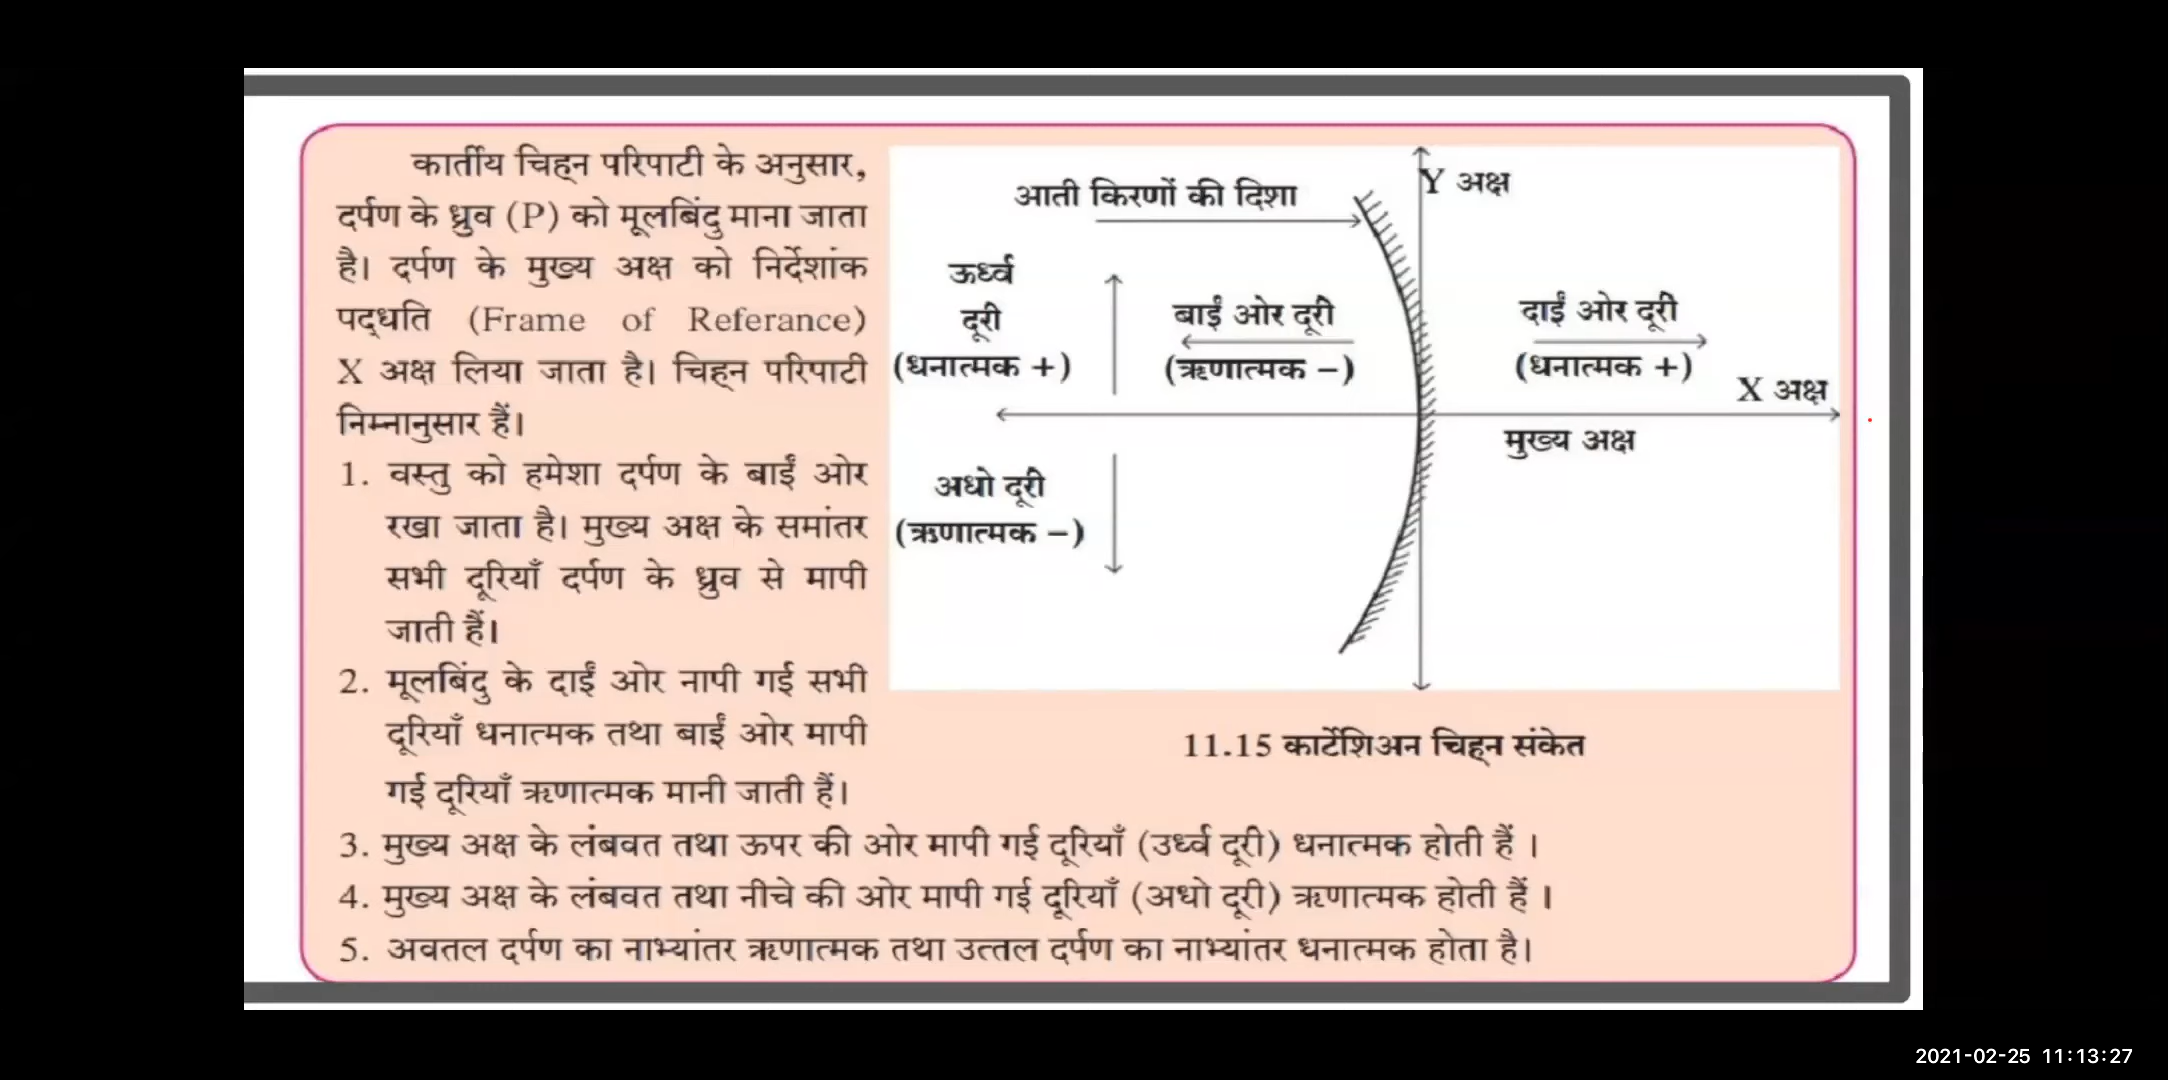 कार्तीय चिह्न परिपाटी के अनुसार,
दर्पण के ध्रुव (P) को मूलबिंदु माना जाता
है। दर्पण के मुख्य अक्ष को निर्देशांक
पद्धति (Frame of Referance)
X अक्ष लिया जाता है। चिह्न परिपाटी
निम्नानुसार हैं।
1. वस्तु को हमेशा दर्पण के बाईं ओर
रखा जाता है। मुख्य अक्ष के समांतर
सभी दूरियाँ दर्पण के ध्रुव से मापी
जाती हैं।
2. मूलबिंदु के दाईं ओर नापी गई सभी
दूरियाँ धनात्मक तथा बाईं ओर मापी
गई दूरियाँ ऋणात्मक मानी जाती हैं।
3. मुख्य अक्ष के लंबवत तथा ऊपर की ओर मापी गई दूरियाँ (उर्ध्व दूरी) धनात्मक होती हैं ।
4. मुख्य अक्ष के लंबवत तथा नीचे की ओर मापी गई दूरियाँ (अधो दूरी) ऋणात्मक होती हैं ।
5. अवतल दर्पण का नाभ्यांतर ऋणात्मक तथा उत्तल दर्पण का नाभ्यांतर धनात्मक होता है।
Y अक्ष
आती किरणों की दिशा
ऊर्ध्व
दूरी
(धनात्मक +)
बाईं ओर दूरी
(ऋणात्मक –)
दाईं ओर दूरी
(धनात्मक +)
X अक्ष
मुख्य अक्ष
अधो दूरी
(ऋणात्मक –)
11.15 कार्टेशिअन चिह्न संकेत
2021-02-25 11:13:27